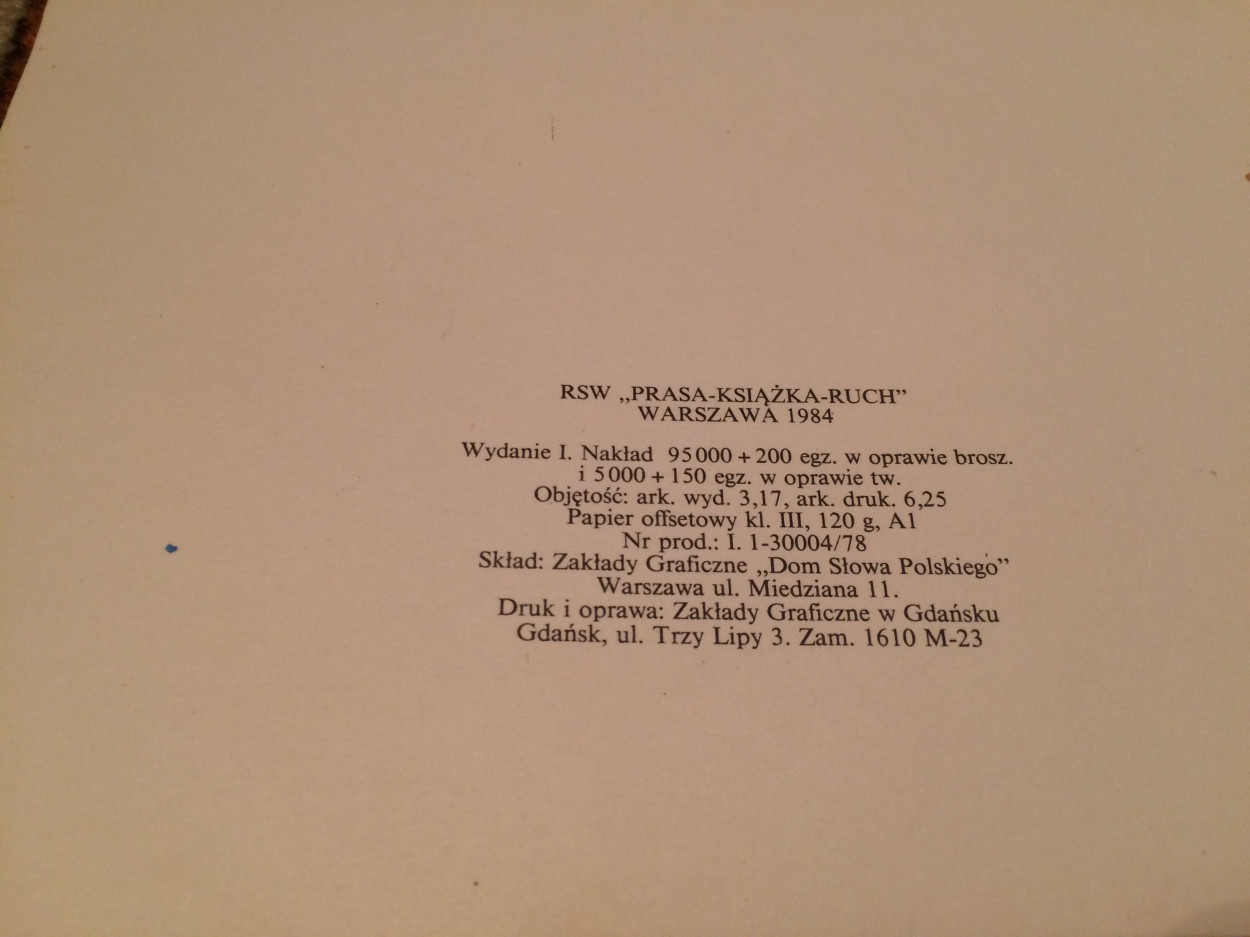 RSW „PRASA-KSIĄŻKA-RUCH”
WARSZAWA 1984
Wydanie I. Nakład 95 000 + 200 egz. w oprawie brosz.
i 5 000 + 150 egz. w oprawie tw.
Objętość: ark. wyd. 3,17, ark. druk. 6,25
Papier offsetowy kl. III, 120 g, A1
Nr prod.: I. 1-30004/78
Skład: Zakłady Graficzne „Dom Słowa Polskiego”
Warszawa ul. Miedziana 11.
Druk i oprawa: Zakłady Graficzne w Gdańsku
Gdańsk, ul. Trzy Lipy 3. Zam. 1610 M-23